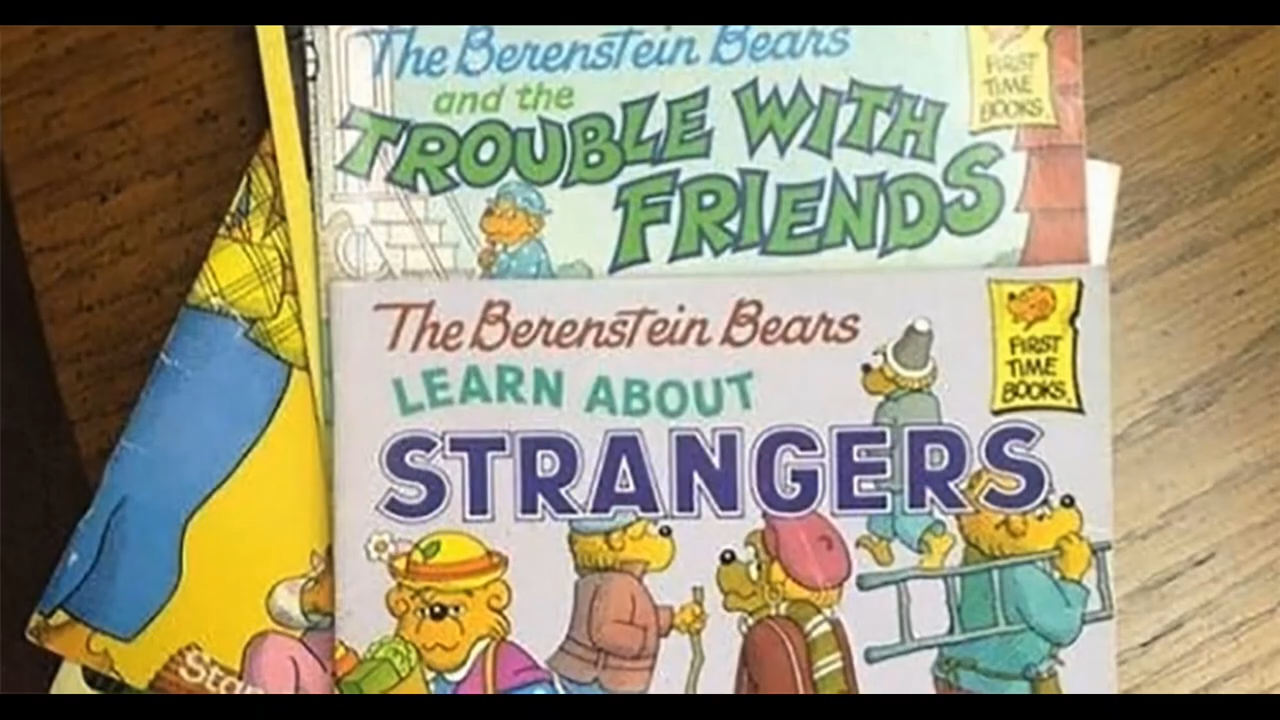 The Berenstein Bears
and the
TROUBLE WITH
FRIENDS
FIRST
TIME
BOOKS
The Berenstein Bears
LEARN ABOUT
STRANGERS
FIRST
TIME
BOOKS